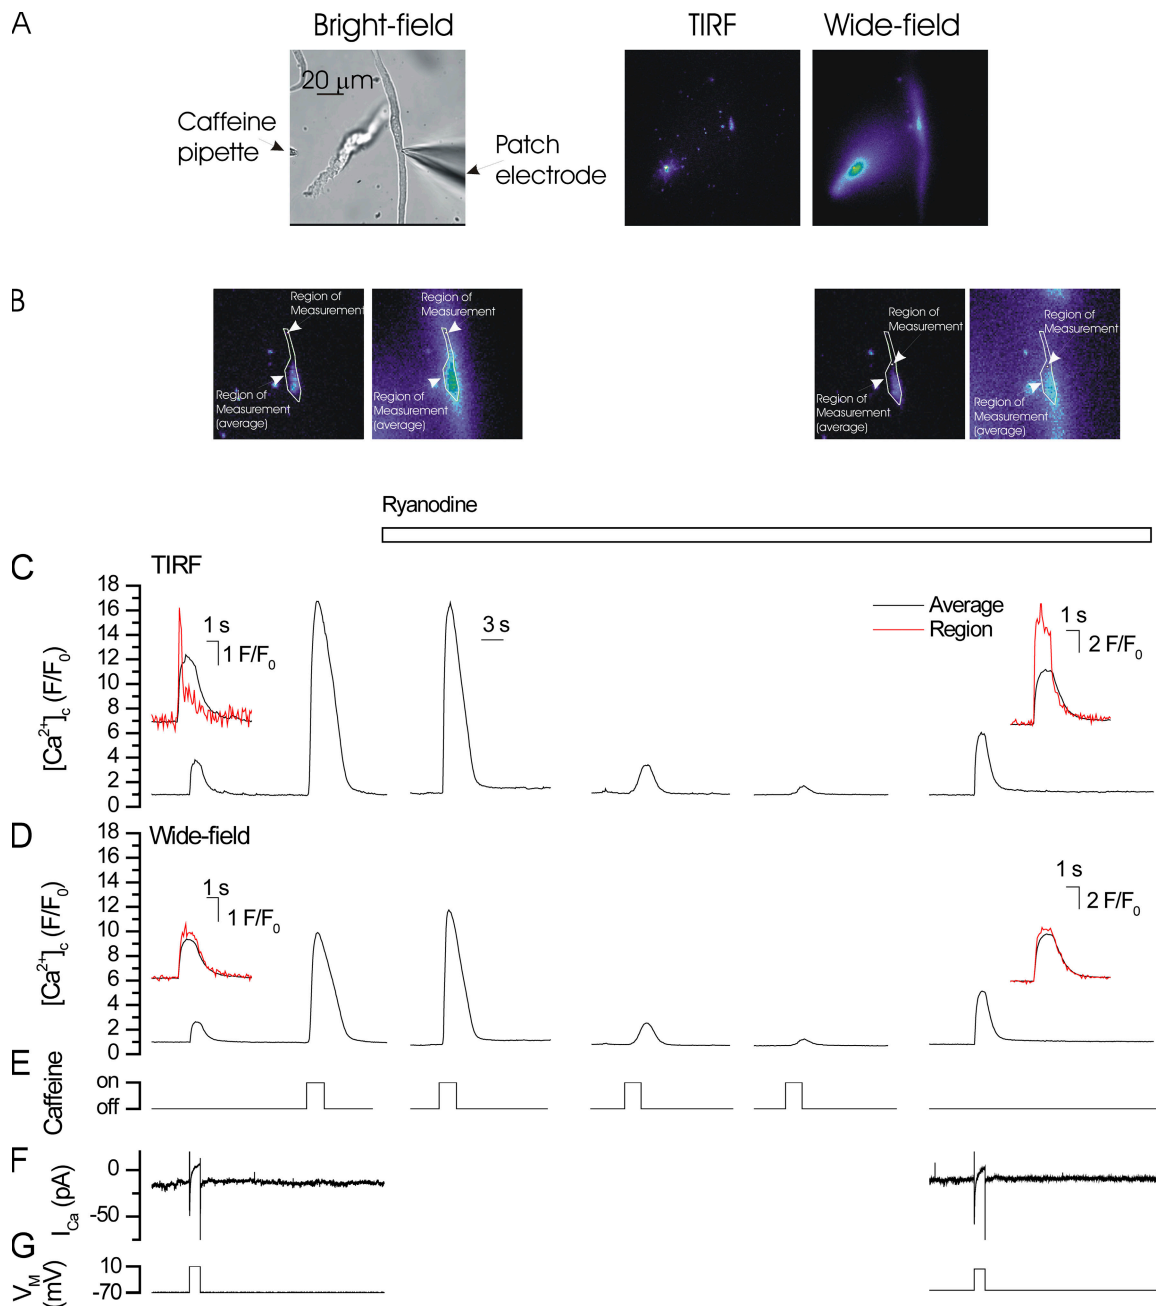 A
Bright-field
TIRF
Wide-field
20 μm
Caffeine
pipette
Patch
electrode
B
Region of
Measurement
Region of
Measurement
(average)
Region of
Measurement
Region of
Measurement
(average)
Region of
Measurement
Region of
Measurement
(average)
Region of
Measurement
Region of
Measurement
(average)
Ryanodine
C
TIRF
[Ca²⁺]c (F/F₀)
18
16
14
12
10
8
6
4
2
0
1 s
1 F/F₀
3 s
Average
Region
1 s
2 F/F₀
D
Wide-field
[Ca²⁺]c (F/F₀)
18
16
14
12
10
8
6
4
2
0
1 s
1 F/F₀
1 s
2 F/F₀
E
Caffeine
on
off
F
I_Ca (pA)
0
-50
G
V_M
(mV)
10
-70